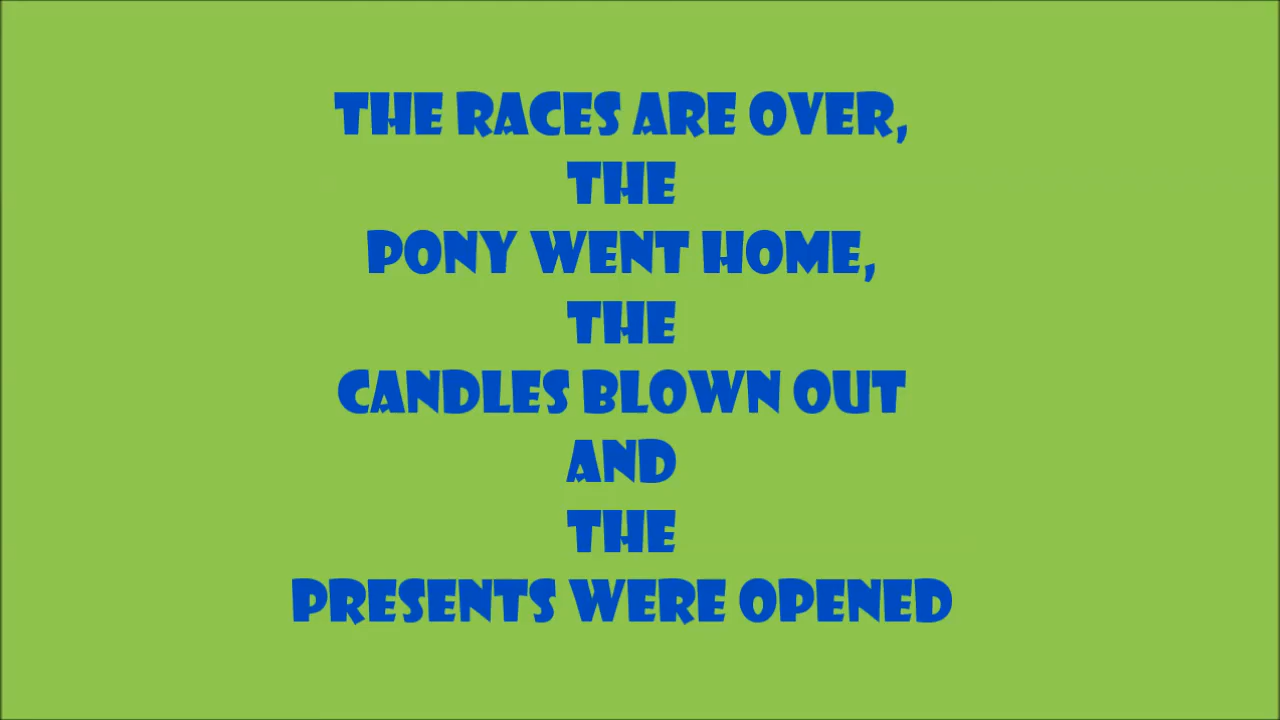 THE RACES ARE OVER,
THE
PONY WENT HOME,
THE
CANDLES BLOWN OUT
AND
THE
PRESENTS WERE OPENED